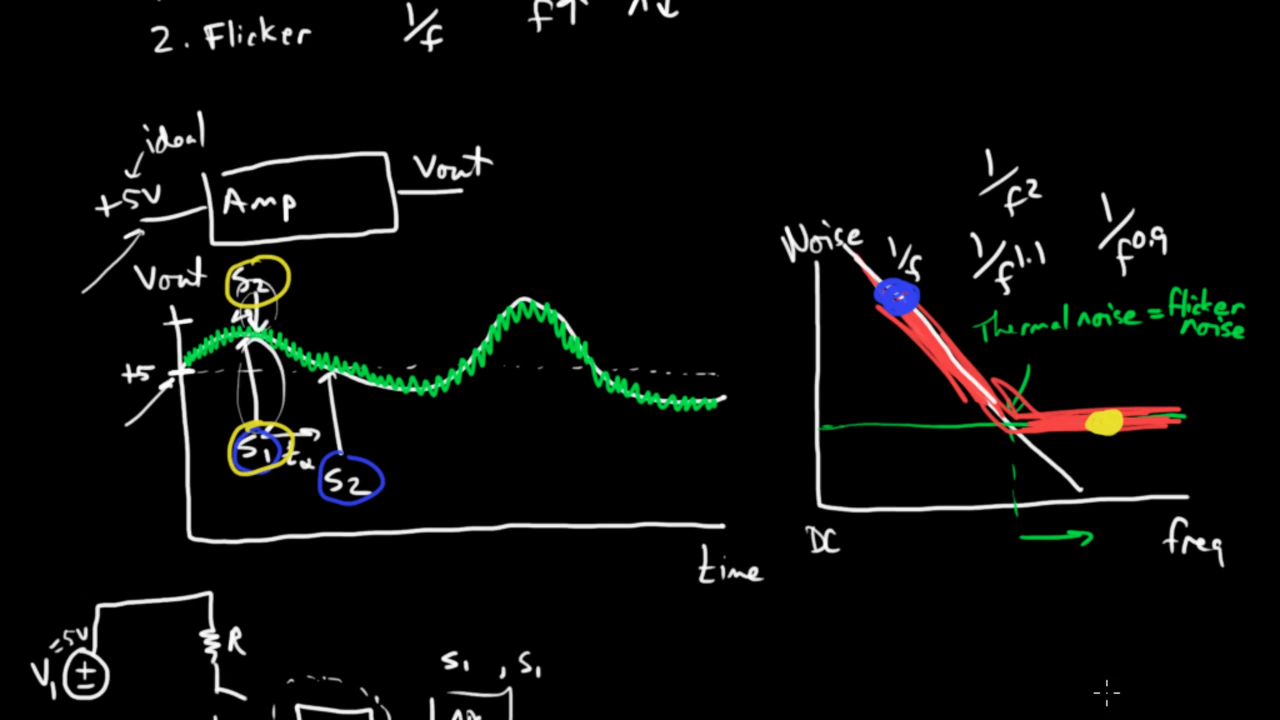 2. Flicker 1/f f↑ ∧↓
ideal
+5V Amp Vout
Vout
S2
+5
S1 tα
S2
time
1/f²
1/f^1.1 1/f^0.9
Noise 1/f
Thermal noise = flicker noise
DC
freq
=5V
V1 + − R
S1 , S1